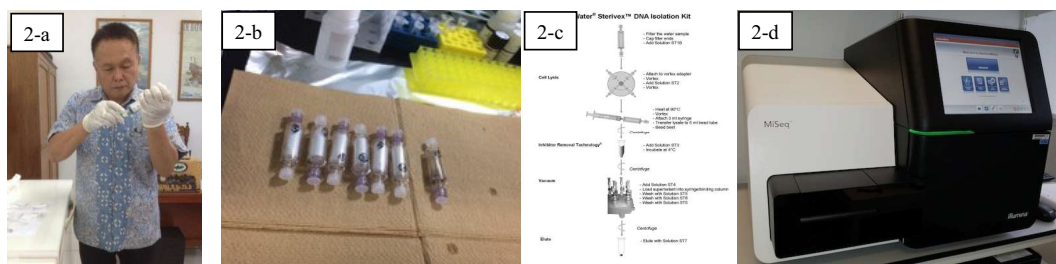 2-a
2-b
2-c
Water® Sterivex™ DNA Isolation Kit
- Filter the water sample
- Cap filter ends
- Add Solution ST1B
Cell Lysis
- Attach to vortex adapter
- Vortex
- Add Solution ST2
- Vortex
- Heat at 90°C
- Vortex
- Attach 3 ml syringe
- Transfer lysate to 5 ml bead tube
- Bead beat
Centrifuge
Inhibitor Removal Technology®
- Add Solution ST3
- Incubate at 4°C
Centrifuge
Vacuum
- Add Solution ST4
- Load supernatant into syringe/binding column
- Wash with Solution ST5
- Wash with Solution ST6
- Wash with Solution ST5
Centrifuge
Elute
- Elute with Solution ST7
2-d
MiSeq™
illumina